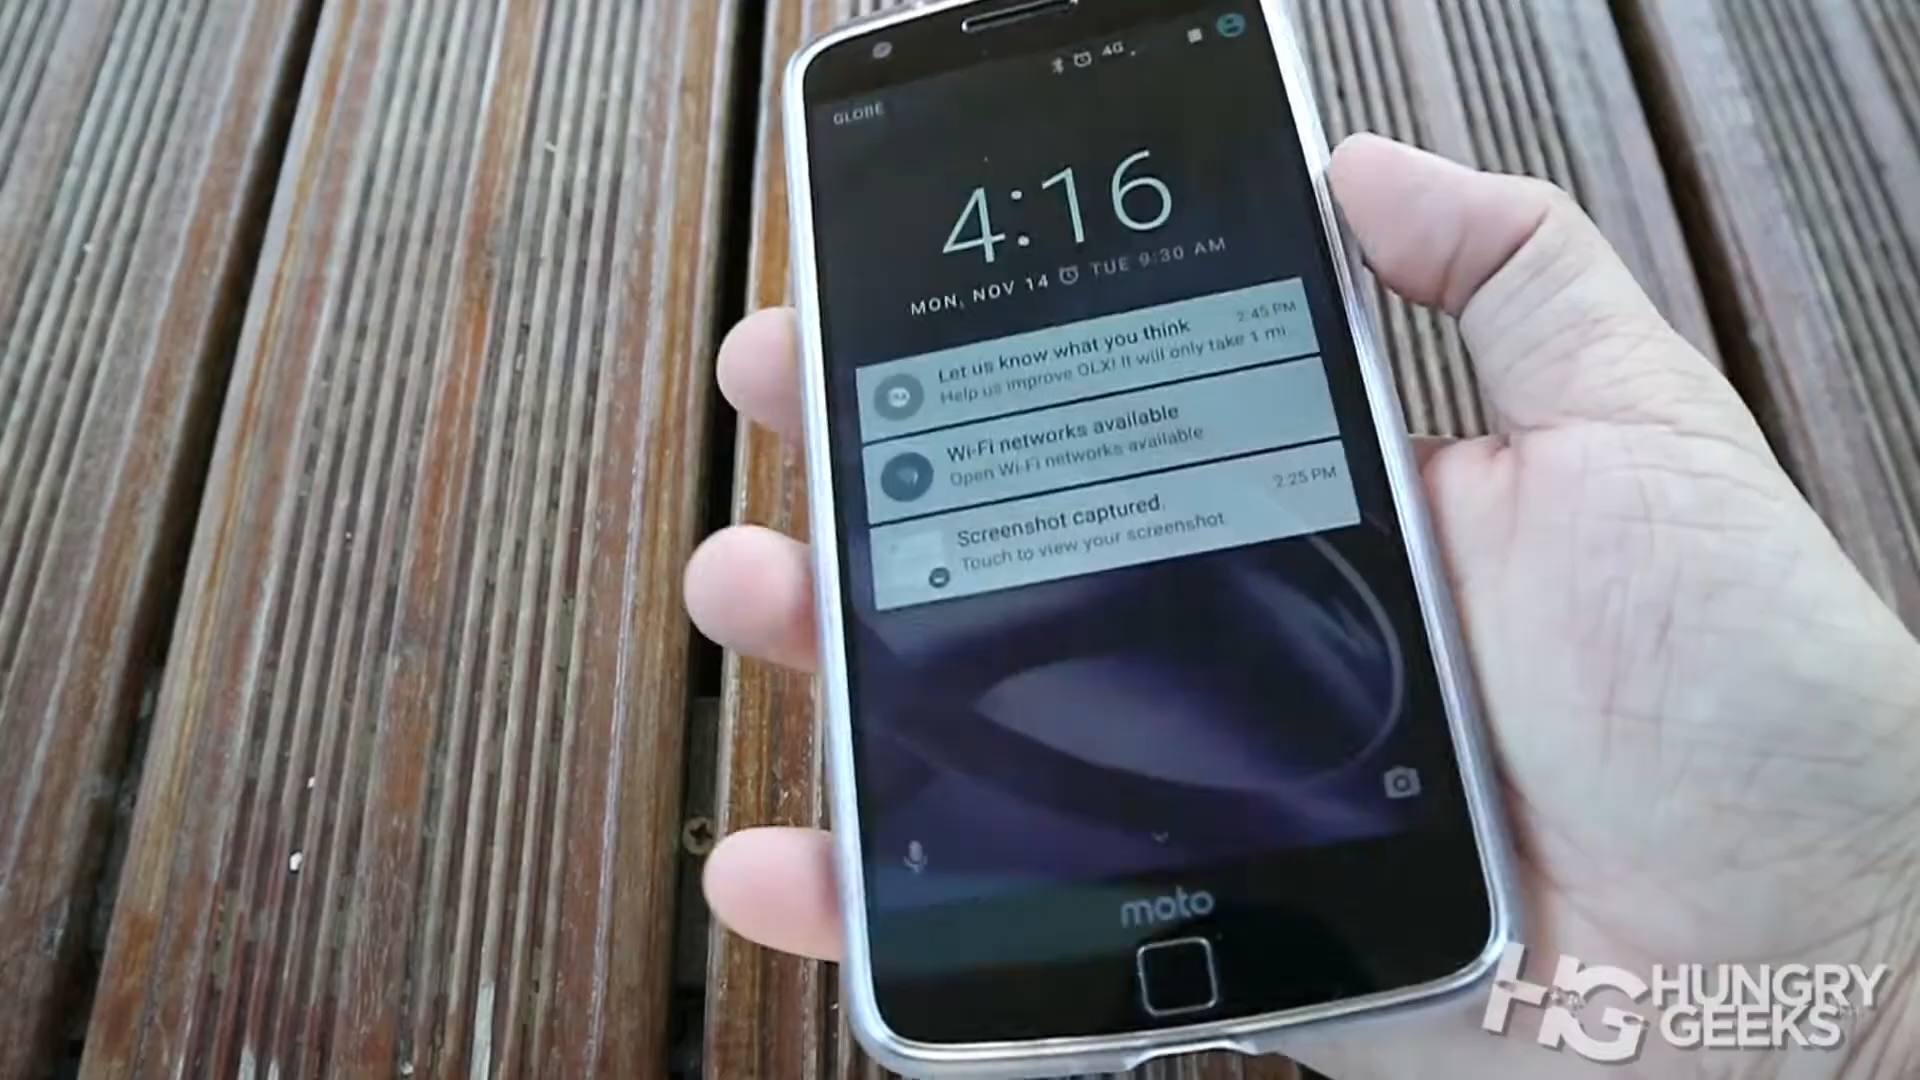 4G
GLOBE
4:16
MON, NOV 14 TUE 9:30 AM
Let us know what you think 2:45 PM
Help us improve OLX! It will only take 1 mi
Wi-Fi networks available
Open Wi-Fi networks available
Screenshot captured. 2:25 PM
Touch to view your screenshot.
moto
HG HUNGRY
GEEKS